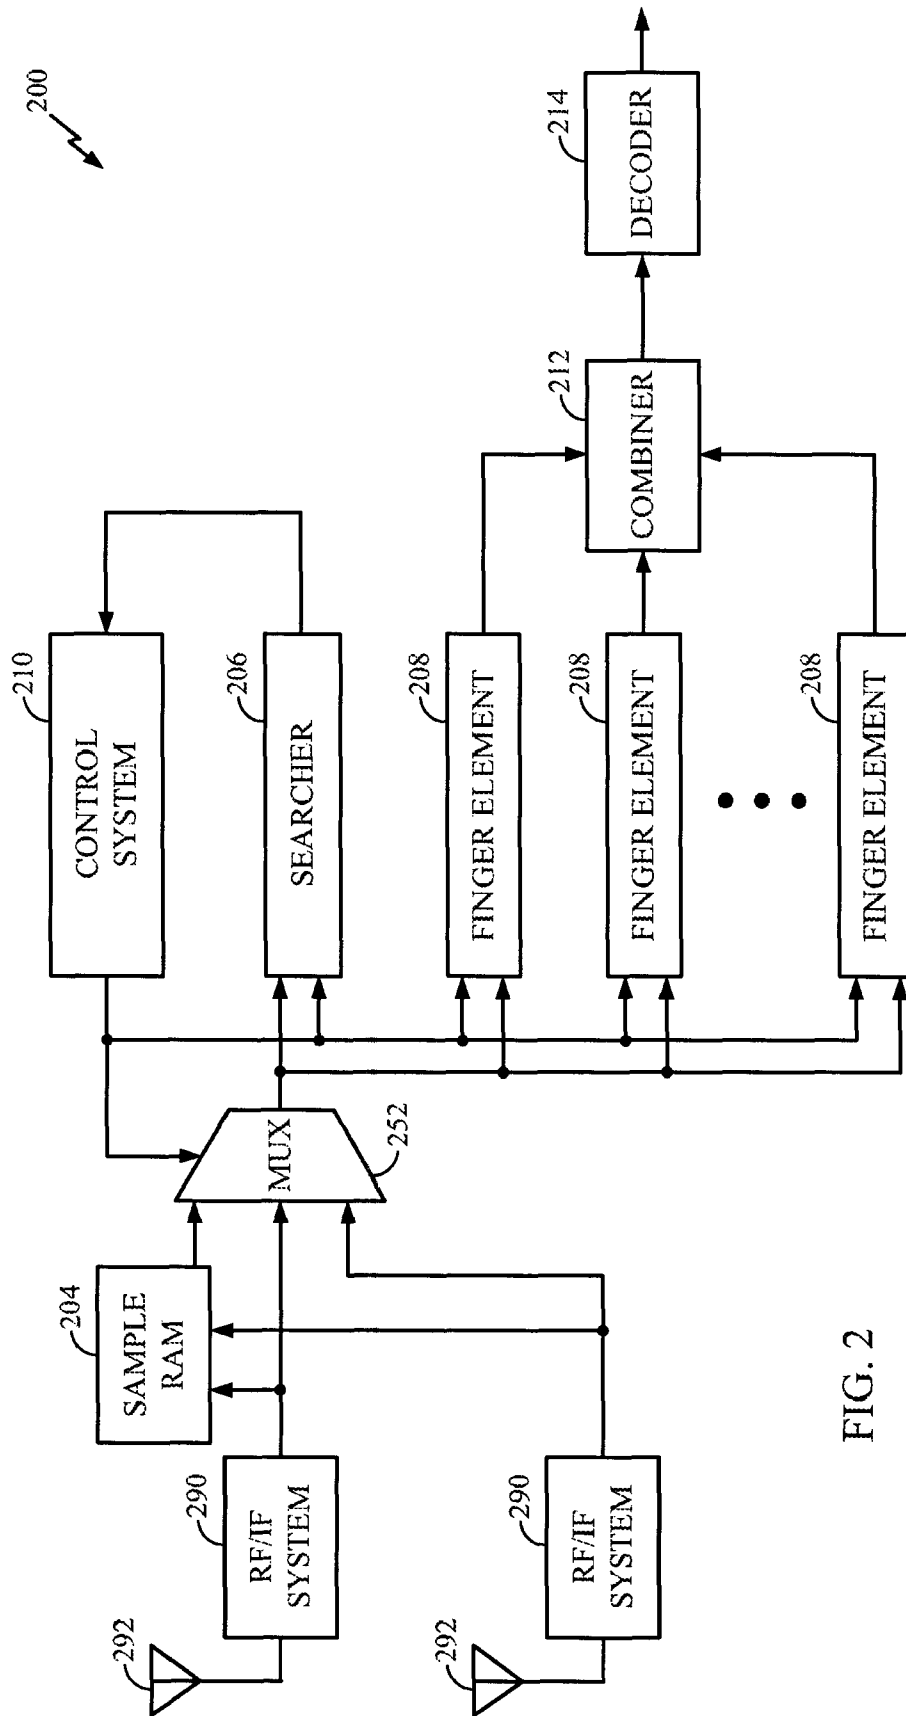 200
210
CONTROL
SYSTEM
204
SAMPLE
RAM
206
SEARCHER
292
290
RF/IF
SYSTEM
MUX
252
208
FINGER ELEMENT
212
COMBINER
214
DECODER
208
FINGER ELEMENT
292
290
RF/IF
SYSTEM
208
FINGER ELEMENT
FIG. 2